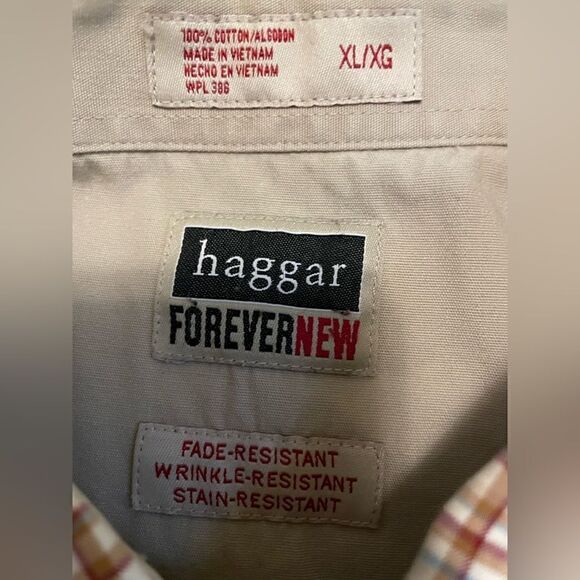 100% COTTON/ALGODON
MADE IN VIETNAM
HECHO EN VIETNAM
WPL 386
XL/XG
haggar
FOREVERNEW
FADE-RESISTANT
WRINKLE-RESISTANT
STAIN-RESISTANT